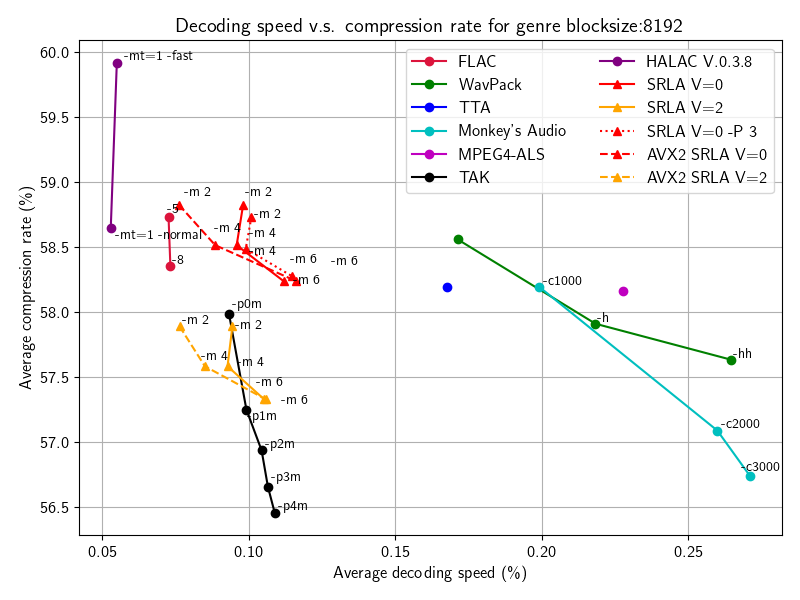 Decoding speed v.s. compression rate for genre blocksize:8192
FLAC
WavPack
TTA
Monkey's Audio
MPEG4-ALS
TAK
HALAC V.0.3.8
SRLA V=0
SRLA V=2
SRLA V=0 -P 3
AVX2 SRLA V=0
AVX2 SRLA V=2
-mt=1 -fast
-mt=1 -normal
-5
-8
-m 2
-m 2
-m 2
-m 4
-m 4
-m 4
-m 6
-m 6
-m 6
-p0m
-p1m
-p2m
-p3m
-p4m
-m 2
-m 2
-m 4
-m 4
-m 6
-m 6
-c1000
-h
-hh
-c2000
-c3000
60.0
59.5
59.0
58.5
58.0
57.5
57.0
56.5
Average compression rate (%)
0.05 0.10 0.15 0.20 0.25
Average decoding speed (%)